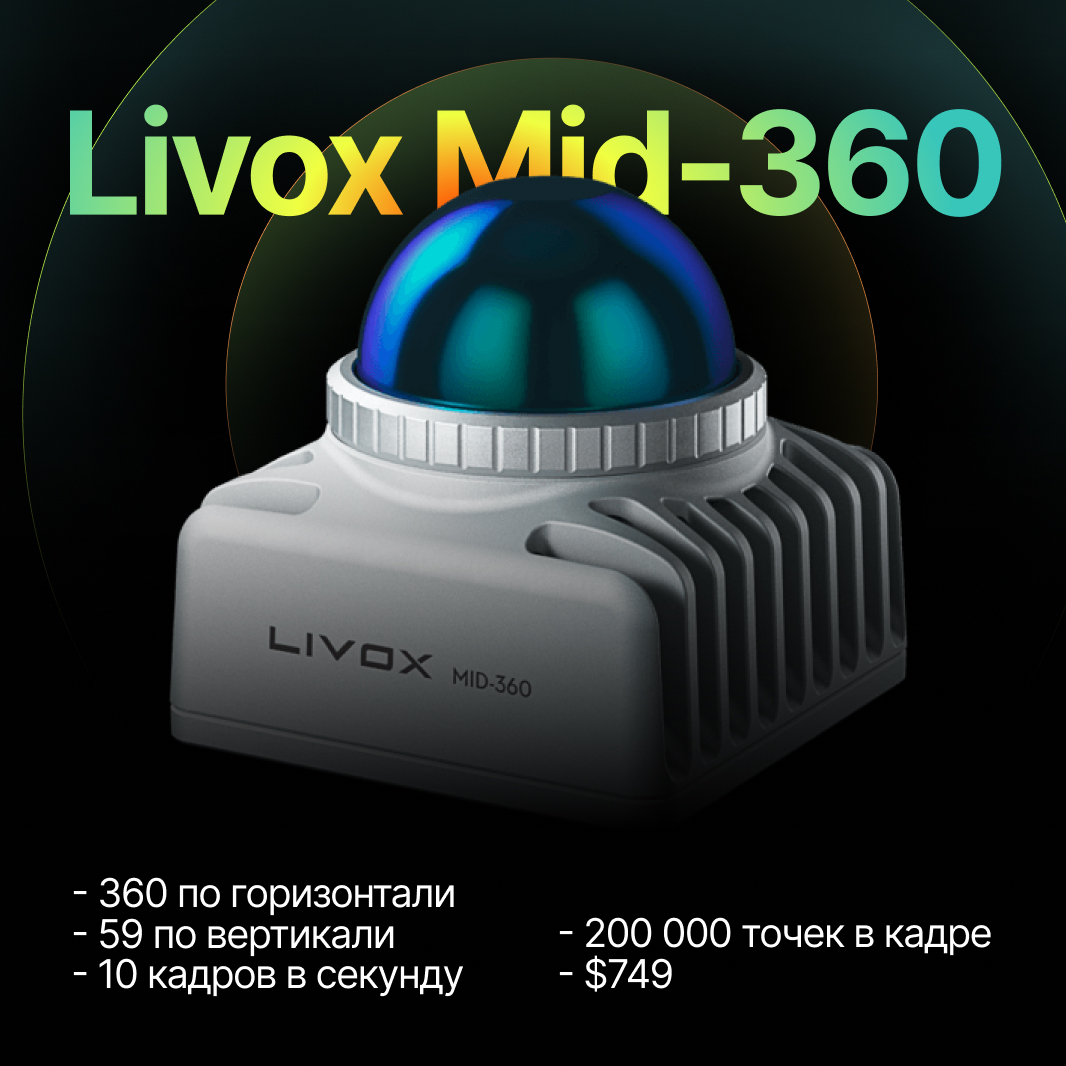 Livox Mid-360
LIVOX MID-360
- 360 по горизонтали
- 59 по вертикали
- 10 кадров в секунду
- 200 000 точек в кадре
- $749